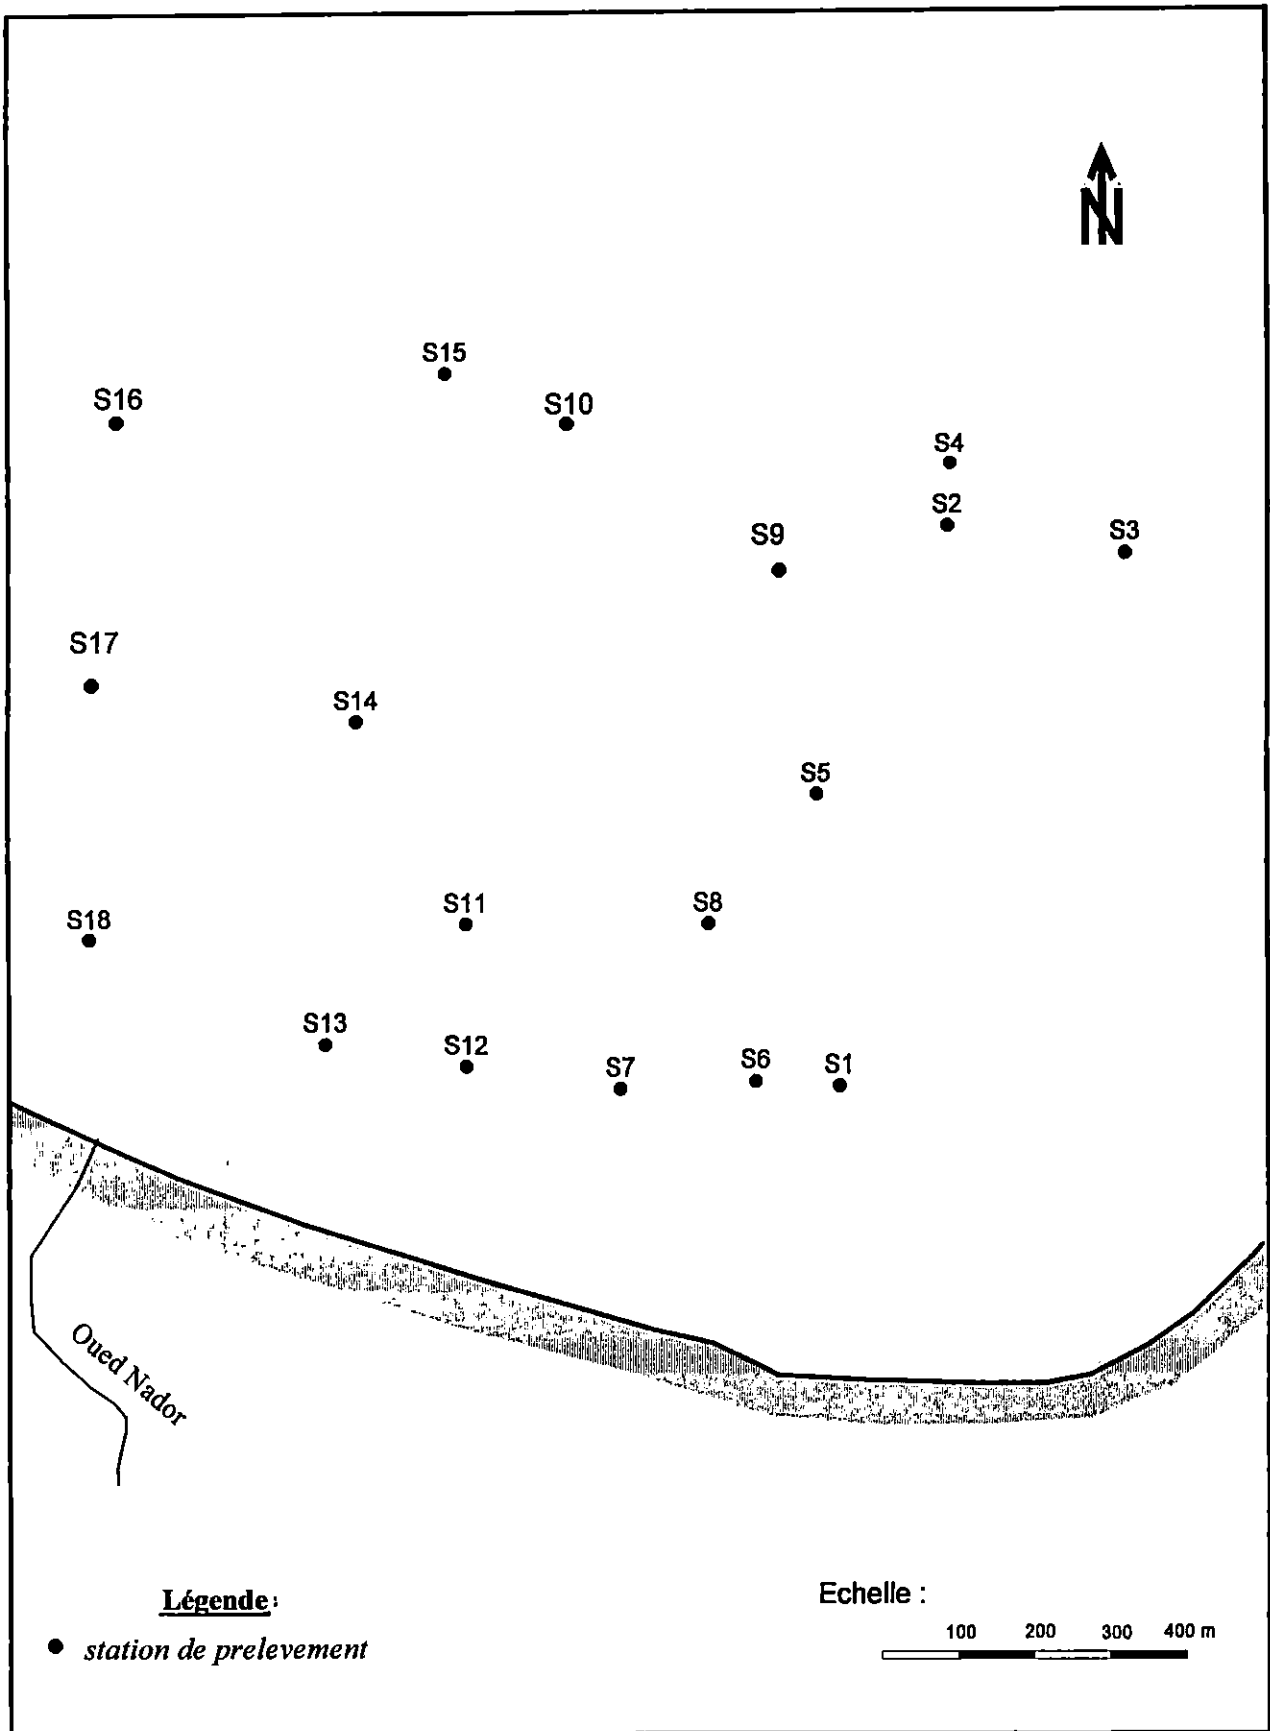 N
S15
S16
S10
S4
S2
S9
S3
S17
S14
S5
S11
S8
S18
S13
S12
S7
S6
S1
Oued Nador
Légende :
station de prelevement
Echelle :
100 200 300 400 m